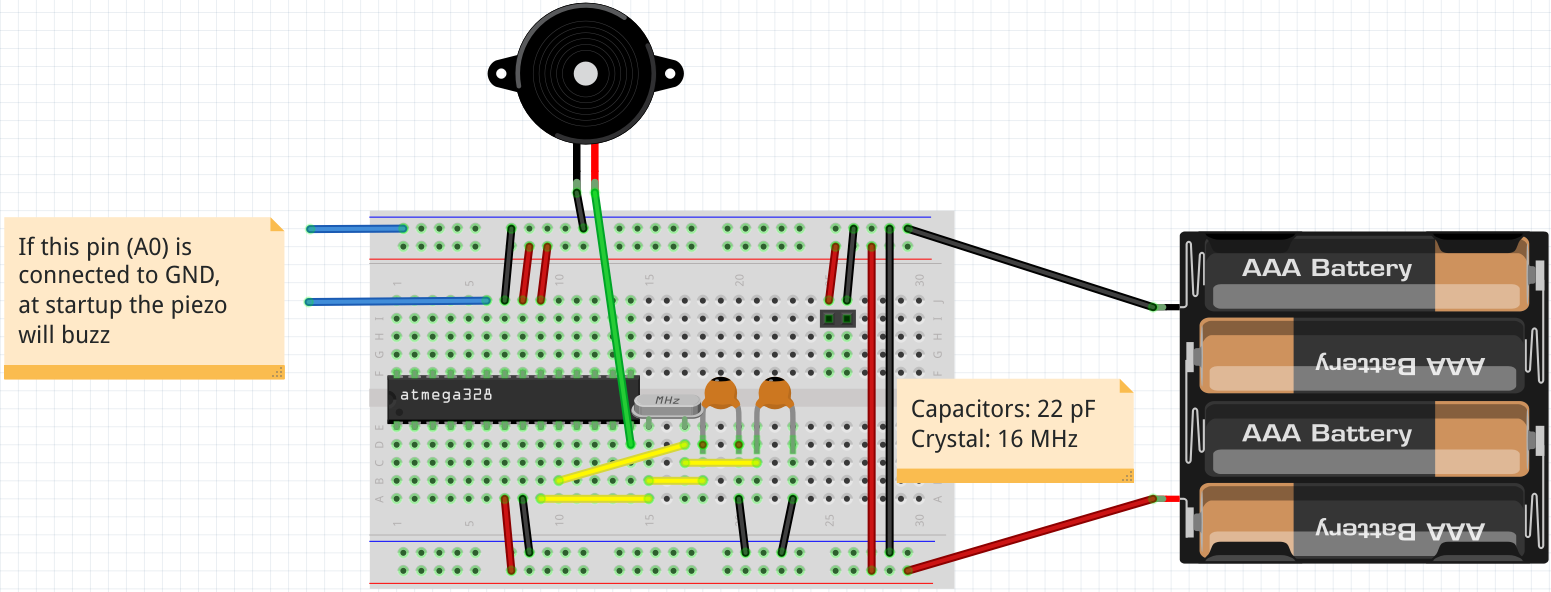 If this pin (A0) is
connected to GND,
at startup the piezo
will buzz
1 5 10 15 20 30
J J
I I
H H
G G
F F
atmega328
MHz
E
D
C
B
A A
1 5 10 15 25 30
Capacitors: 22 pF
Crystal: 16 MHz
AAA Battery
AAA Battery
AAA Battery
AAA Battery